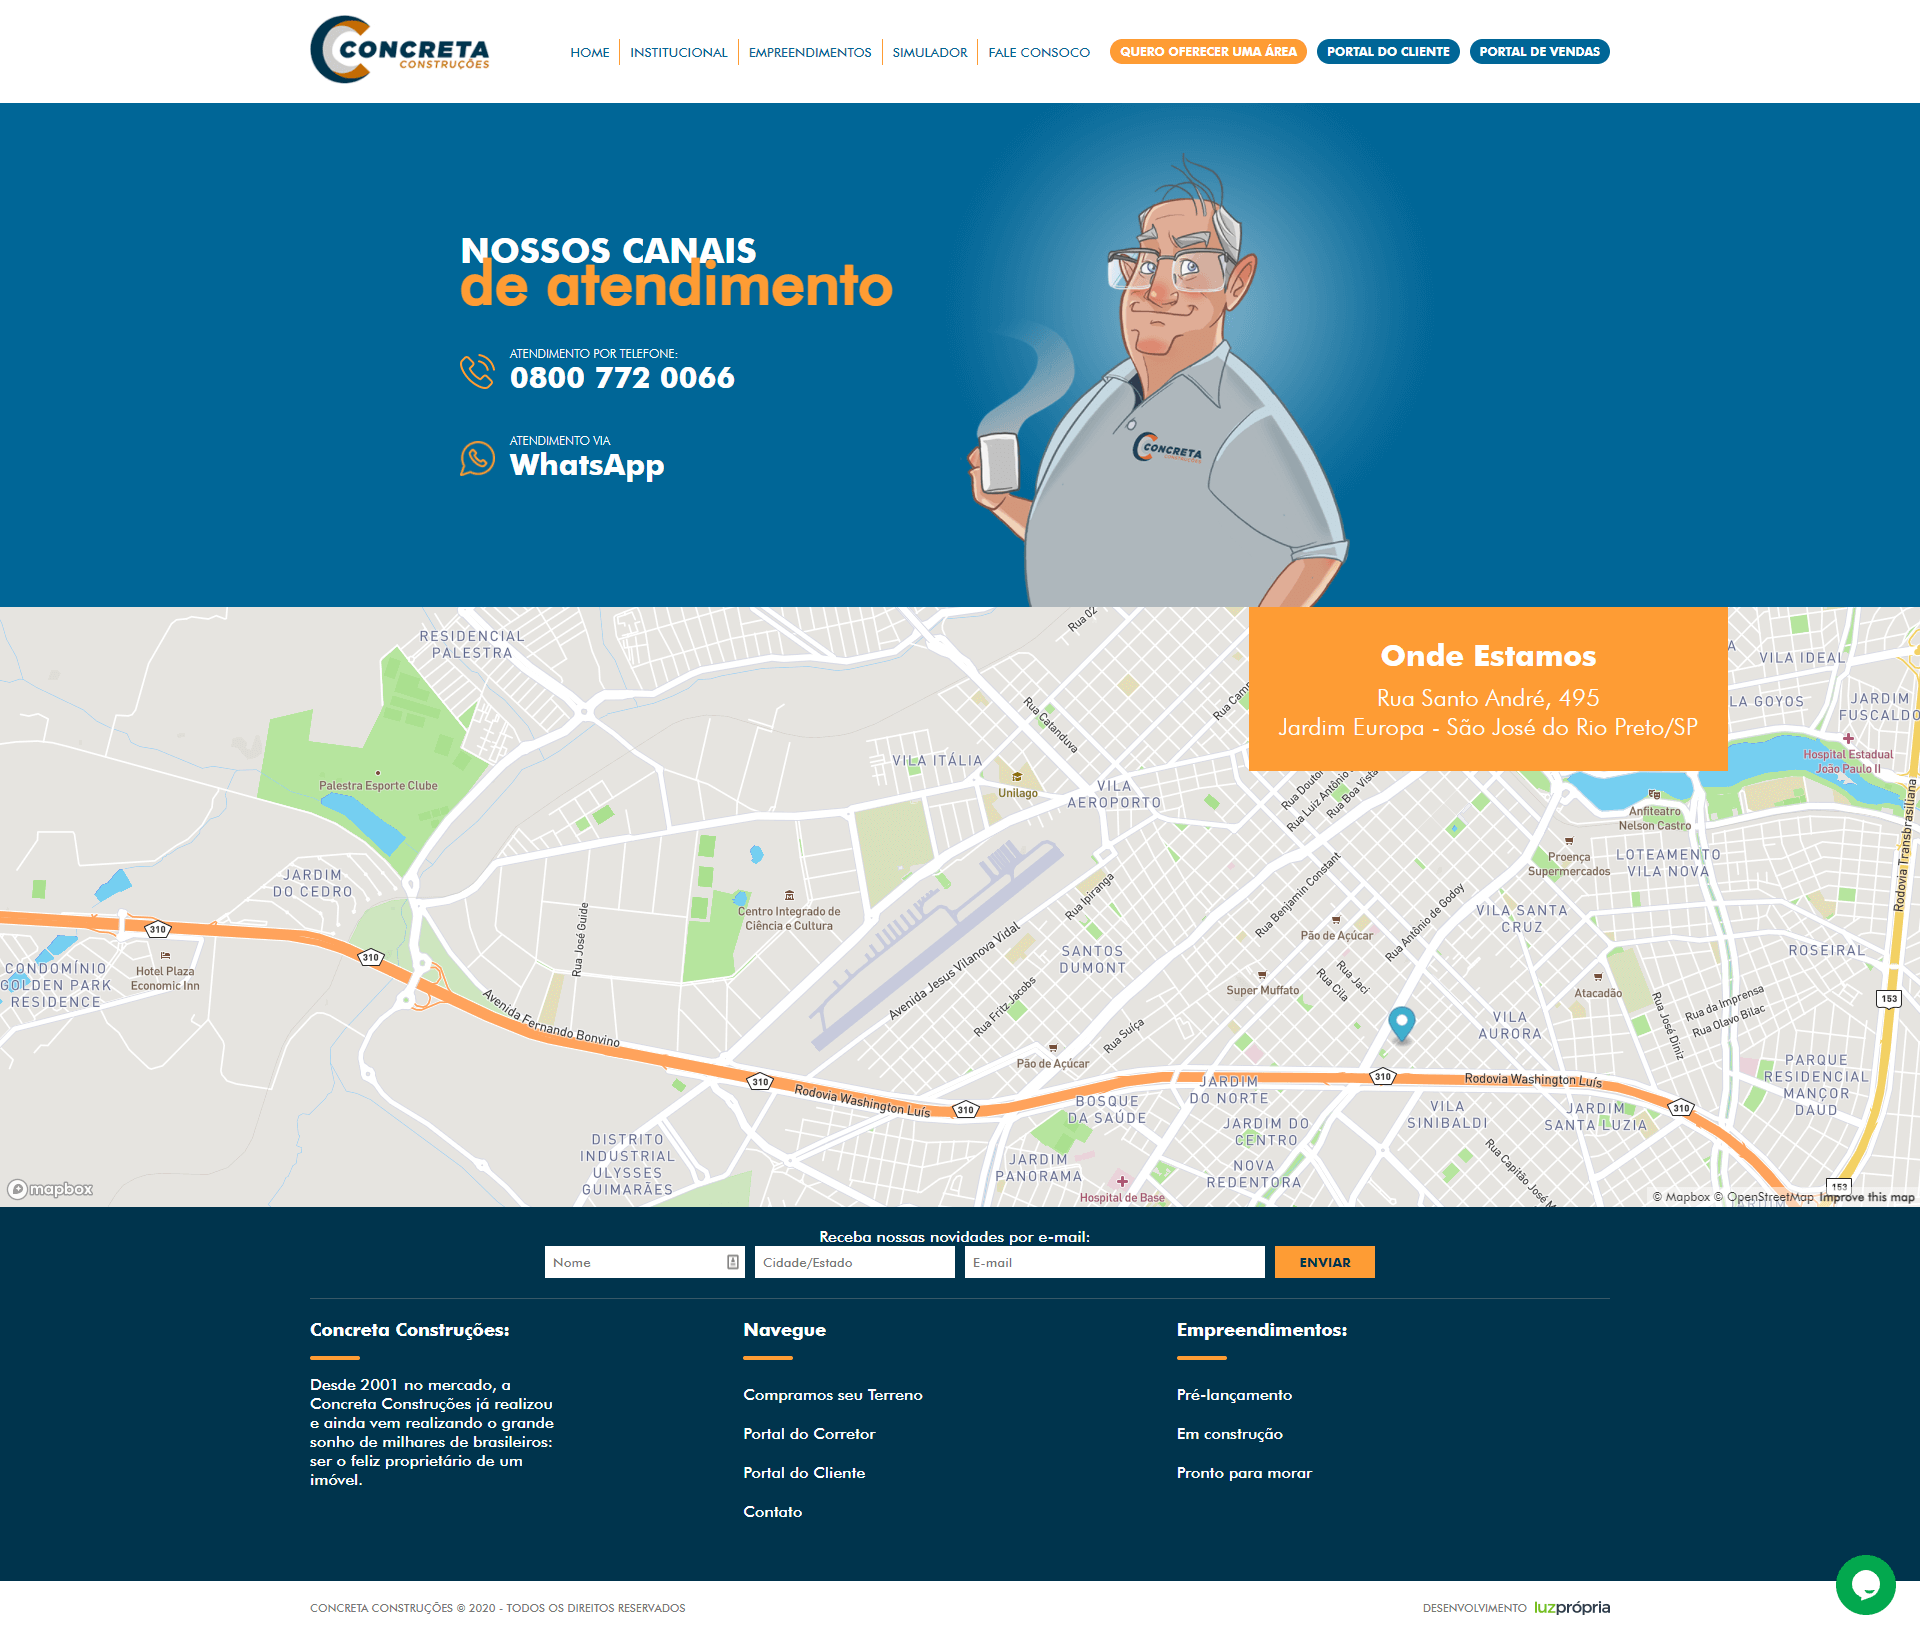 CONCRETA
CONSTRUÇÕES
HOME
INSTITUCIONAL
EMPREENDIMENTOS
SIMULADOR
FALE CONSOCO
QUERO OFERECER UMA ÁREA
PORTAL DO CLIENTE
PORTAL DE VENDAS
NOSSOS CANAIS
de atendimento
ATENDIMENTO POR TELEFONE:
0800 772 0066
ATENDIMENTO VIA
WhatsApp
CONCRETA
CONSTRUÇÕES
Onde Estamos
Rua Santo André, 495
Jardim Europa - São José do Rio Preto/SP
RESIDENCIAL
PALESTRA
Rua 02
VILA IDEAL
LA GOYOS
JARDIM
FUSCALDO
Hospital Estadual
João Paulo II
Rua Catanduva
VILA ITÁLIA
Palestra Esporte Clube
Unilago
VILA
AEROPORTO
Rua Luiz Antônio
Rua Boa Vista
Anfiteatro
Nelson Castro
Rodovia Transbrasiliana
JARDIM
DO CEDRO
Proença
Supermercados
LOTEAMENTO
VILA NOVA
Rua Ipiranga
Rua Benjamin Constant
Rua Antônio de Godoy
Centro Integrado de
Ciência e Cultura
Rua José Guide
VILA SANTA
CRUZ
Pão de Açúcar
310
310
CONDOMÍNIO
GOLDEN PARK
RESIDENCE
Hotel Plaza
Economic Inn
SANTOS
DUMONT
ROSEIRAL
Avenida Jesus Vilanova Vidal
Super Muffato
Rua Jaci
Rua Cila
Atacadão
153
Rua da Imprensa
Rua Olavo Bilac
Rua José Diniz
Avenida Fernando Bonvino
Rua Fritz Jacobs
Rua Suíça
VILA
AURORA
Pão de Açúcar
310
Rodovia Washington Luís
310
JARDIM
DO NORTE
310
Rodovia Washington Luís
310
PARQUE
RESIDENCIAL
MANÇOR
DAUD
BOSQUE
DA SAÚDE
JARDIM DO
CENTRO
VILA
SINIBALDI
JARDIM
SANTA LUZIA
DISTRITO
INDUSTRIAL
ULYSSES
GUIMARÃES
JARDIM
PANORAMA
NOVA
REDENTORA
Rua Capitão José M
Hospital de Base
153
mapbox
© Mapbox © OpenStreetMap Improve this map
Receba nossas novidades por e-mail:
Nome
Cidade/Estado
E-mail
ENVIAR
Concreta Construções:
Desde 2001 no mercado, a
Concreta Construções já realizou
e ainda vem realizando o grande
sonho de milhares de brasileiros:
ser o feliz proprietário de um
imóvel.
Navegue
Compramos seu Terreno
Portal do Corretor
Portal do Cliente
Contato
Empreendimentos:
Pré-lançamento
Em construção
Pronto para morar
CONCRETA CONSTRUÇÕES © 2020 - TODOS OS DIREITOS RESERVADOS
DESENVOLVIMENTO luzprópria